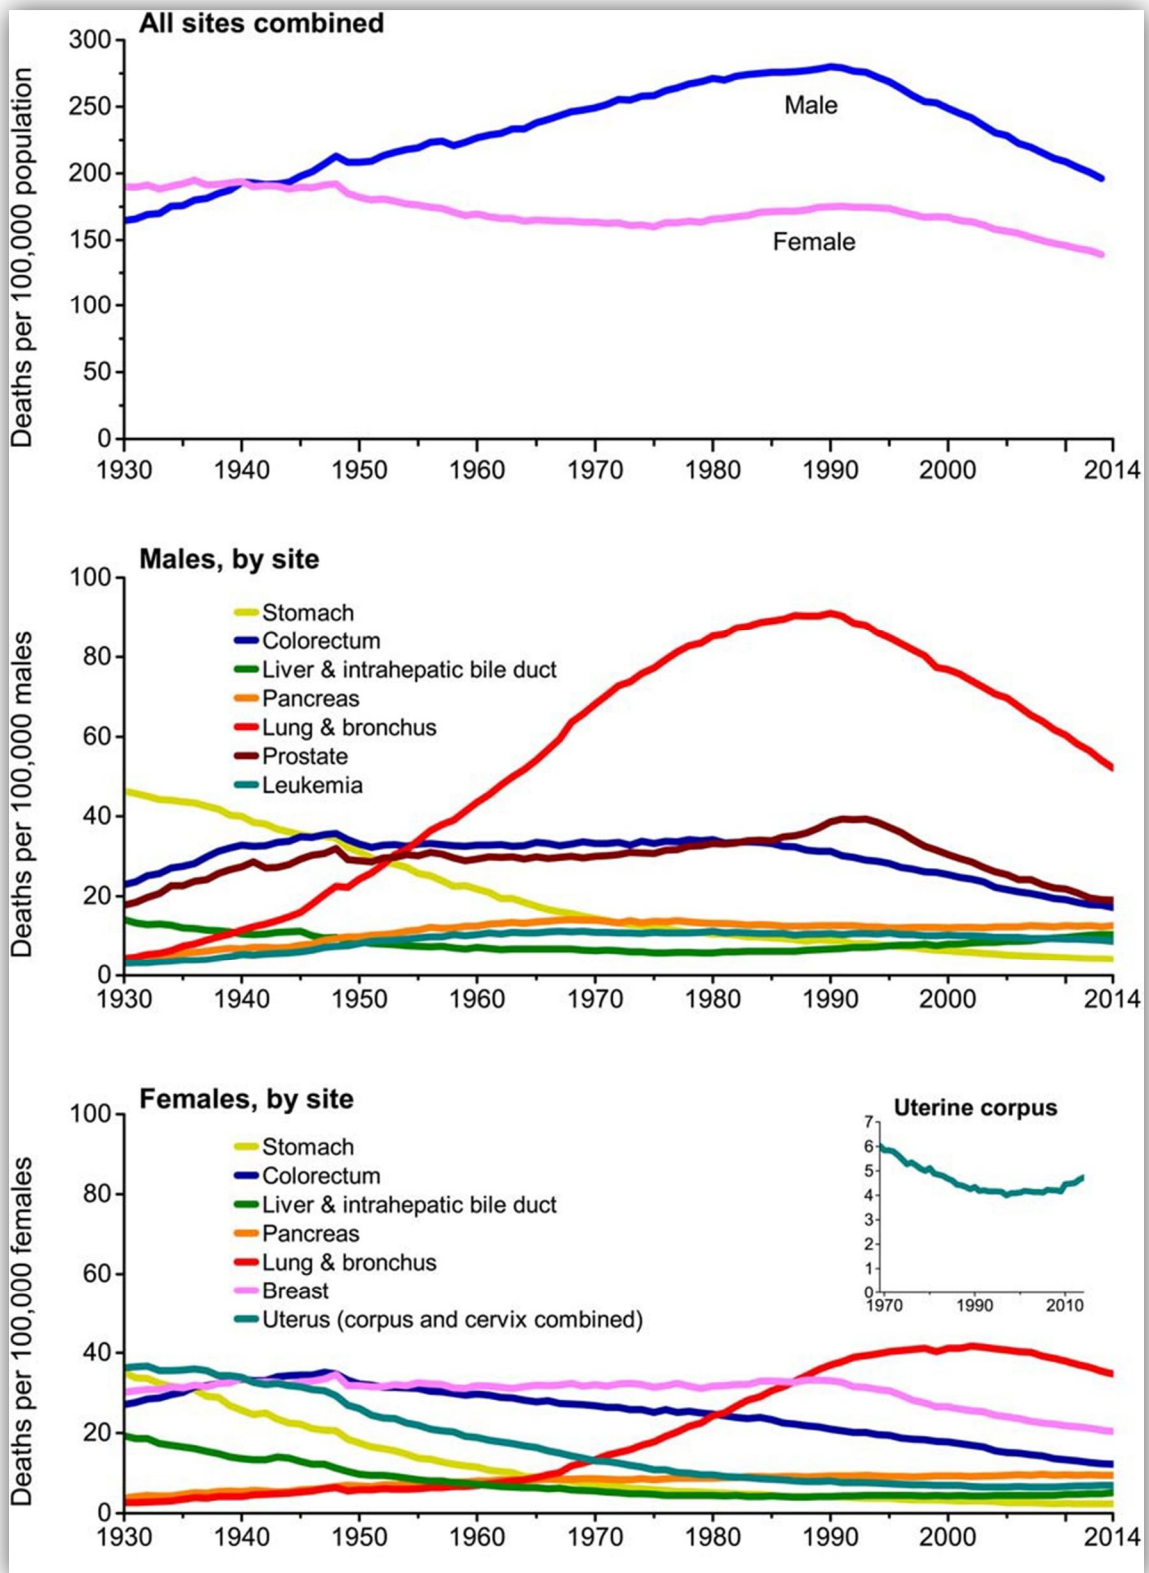 All sites combined
Deaths per 100,000 population
300
250
200
150
100
50
0
Male
Female
1930 1940 1950 1960 1970 1980 1990 2000 2014
Males, by site
Deaths per 100,000 males
100
80
60
40
20
0
Stomach
Colorectum
Liver & intrahepatic bile duct
Pancreas
Lung & bronchus
Prostate
Leukemia
1930 1940 1950 1960 1970 1980 1990 2000 2014
Females, by site
Deaths per 100,000 females
100
80
60
40
20
0
Stomach
Colorectum
Liver & intrahepatic bile duct
Pancreas
Lung & bronchus
Breast
Uterus (corpus and cervix combined)
Uterine corpus
7
6
5
4
3
2
1
0
1970 1990 2010
1930 1940 1950 1960 1970 1980 1990 2000 2014